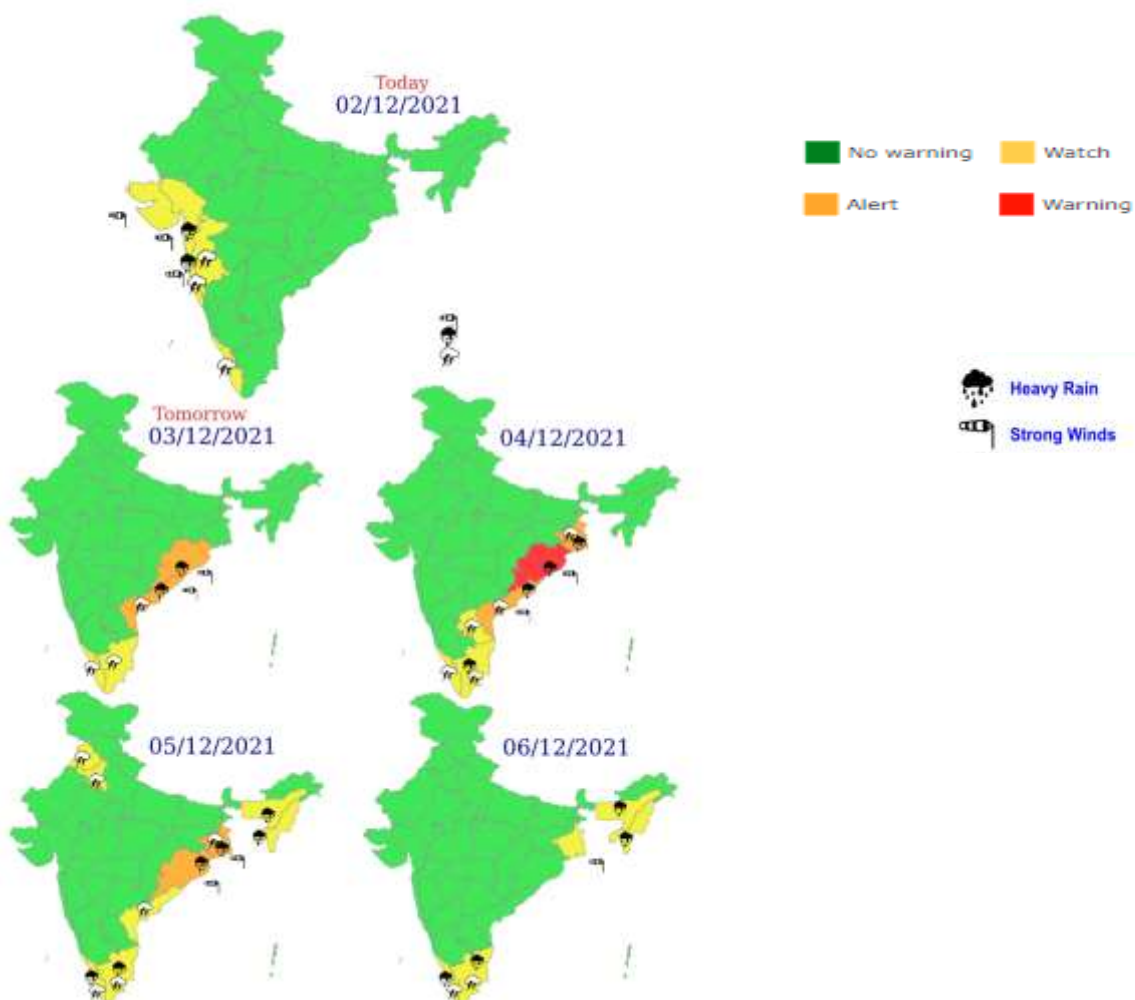 Today
02/12/2021
No warning
Watch
Alert
Warning
Heavy Rain
Strong Winds
Tomorrow
03/12/2021
04/12/2021
05/12/2021
06/12/2021